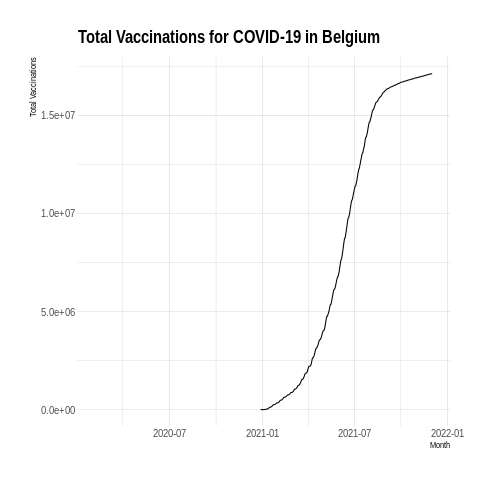 Total Vaccinations for COVID-19 in Belgium
Total Vaccinations
1.5e+07
1.0e+07
5.0e+06
0.0e+00
2020-07
2021-01
2021-07
2022-01
Month